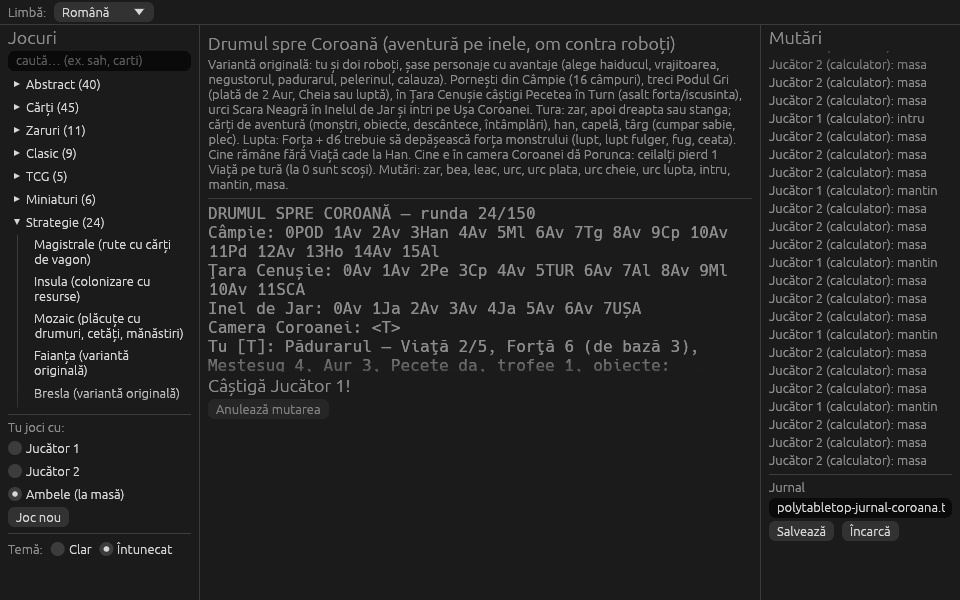 Limbă: Română
Jocuri
caută... (ex. sah, carti)
Abstract (40)
Cărți (45)
Zaruri (11)
Clasic (9)
TCG (5)
Miniaturi (6)
Strategie (24)
Magistrale (rute cu cărți
de vagon)
Insula (colonizare cu
resurse)
Mozaic (plăcuțe cu
drumuri, cetăți, mănăstiri)
Faianța (variantă
originală)
Bresla (variantă originală)
Tu joci cu:
Jucător 1
Jucător 2
Ambele (la masă)
Joc nou
Temă: Clar Întunecat
Drumul spre Coroană (aventură pe inele, om contra roboți)
Variantă originală: tu și doi roboți, șase personaje cu avantaje (alege haiducul, vrajitoarea,
negustorul, padurarul, pelerinul, calauza). Pornești din Câmpie (16 câmpuri), treci Podul Gri
(plată de 2 Aur, Cheia sau luptă), în Țara Cenușie câștigi Pecetea în Turn (asalt forta/iscusinta),
urci Scara Neagră în Inelul de Jar și intri pe Ușa Coroanei. Tura: zar, apoi dreapta sau stanga;
cărți de aventură (monștri, obiecte, descântece, întâmplări), han, capelă, târg (cumpar sabie,
plec). Lupta: Forța + d6 trebuie să depășească forța monstrului (lupt, lupt fulger, fug, ceata).
Cine rămâne fără Viață cade la Han. Cine e în camera Coroanei dă Porunca: ceilalți pierd 1
Viață pe tură (la 0 sunt scoși). Mutări: zar, bea, leac, urc, urc plata, urc cheie, urc lupta, intru,
mantin, masa.
DRUMUL SPRE COROANĂ — runda 24/150
Câmpie: 0POD 1Av 2Av 3Han 4Av 5Ml 6Av 7Tg 8Av 9Cp 10Av
11Pd 12Av 13Ho 14Av 15Al
Țara Cenușie: 0Av 1Av 2Pe 3Cp 4Av 5TUR 6Av 7Al 8Av 9Ml
10Av 11SCA
Inel de Jar: 0Av 1Ja 2Av 3Av 4Ja 5Av 6Av 7UȘA
Camera Coroanei: <T>
Tu [T]: Pădurarul — Viață 2/5, Forță 6 (de bază 3),
Meșteșug 4, Aur 3, Pecete da, trofee 1, obiecte:
Câștigă Jucător 1!
Anulează mutarea
Mutări
Jucător 2 (calculator): masa
Jucător 2 (calculator): masa
Jucător 2 (calculator): masa
Jucător 1 (calculator): intru
Jucător 2 (calculator): masa
Jucător 2 (calculator): masa
Jucător 2 (calculator): masa
Jucător 1 (calculator): mantin
Jucător 2 (calculator): masa
Jucător 2 (calculator): masa
Jucător 2 (calculator): masa
Jucător 1 (calculator): mantin
Jucător 2 (calculator): masa
Jucător 2 (calculator): masa
Jucător 2 (calculator): masa
Jucător 1 (calculator): mantin
Jucător 2 (calculator): masa
Jucător 2 (calculator): masa
Jucător 2 (calculator): masa
Jucător 1 (calculator): mantin
Jucător 2 (calculator): masa
Jucător 2 (calculator): masa
Jucător 2 (calculator): masa
Jurnal
polytabletop-jurnal-coroana.t
Salvează Încarcă